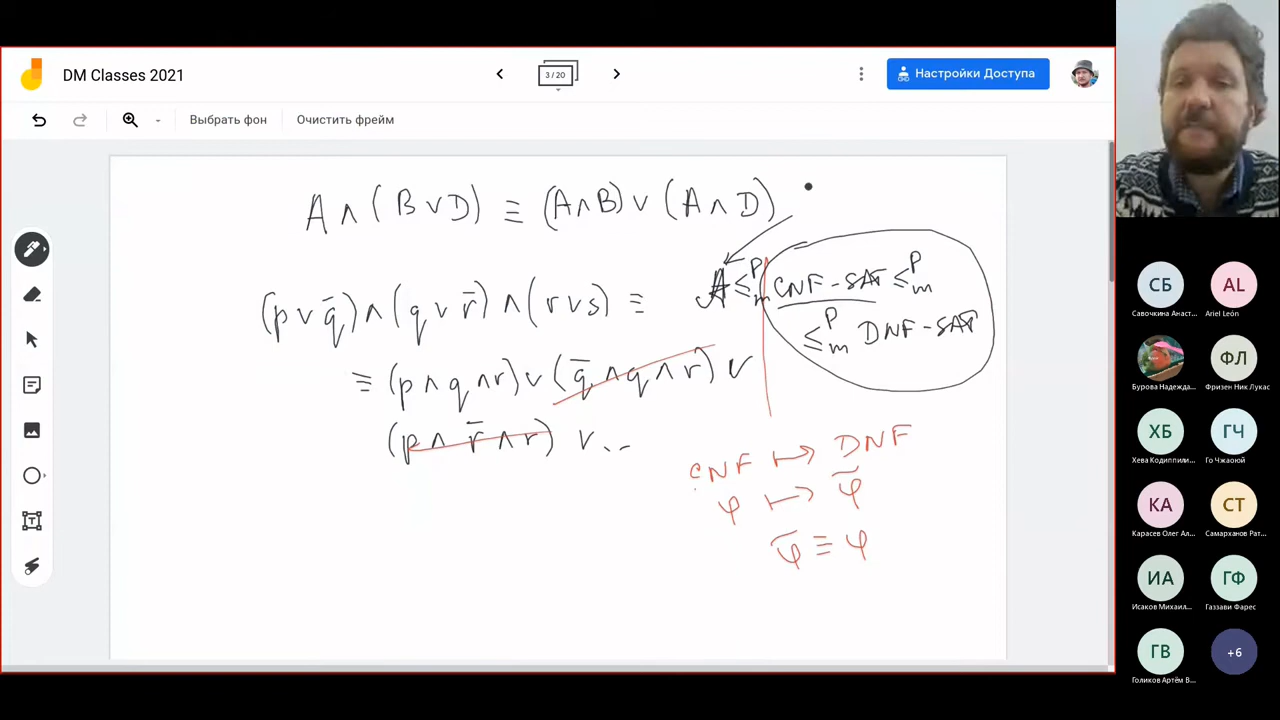 DM Classes 2021
3 / 20
Настройки Доступа
Выбрать фон
Очистить фрейм
A ∧ (B ∨ D) ≡ (A ∧ B) ∨ (A ∧ D)
A ≤ᵖₘ CNF-SAT ≤ᵖₘ
≤ᵖₘ DNF-SAT
(p ∨ q̄) ∧ (q ∨ r̄) ∧ (r ∨ s) ≡
≡ (p ∧ q ∧ r) ∨ (q̄ ∧ q ∧ r) ∨
(p ∧ r̄ ∧ r) ∨ ...
CNF ↦ DNF
φ ↦ φ̃
φ̃ ≡ φ
СБ
Савочкина Анаст...
AL
Ariel León
Бурова Надежда...
ФЛ
Фризен Ник Лукас
ХБ
Хева Кодиппили...
ГЧ
Го Чжаоюй
КА
Карасев Олег Ал...
СТ
Самарханов Рат...
ИА
Исаков Михаил...
ГФ
Газзави Фарес
ГВ
Голиков Артём В...
+6